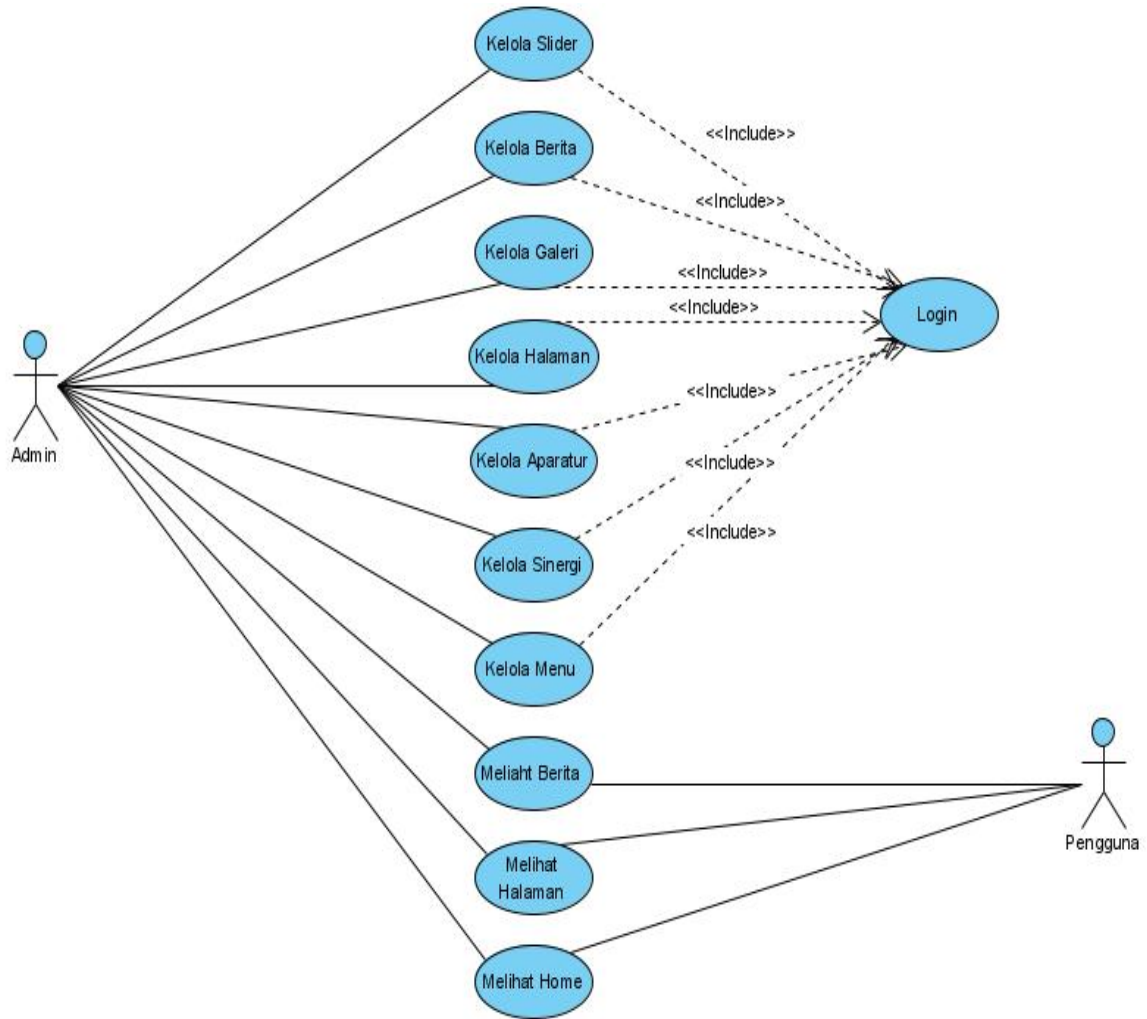 Kelola Slider
<<Include>>
Kelola Berita
<<Include>>
Kelola Galeri
<<Include>>
<<Include>>
Login
Kelola Halaman
<<Include>>
Admin
Kelola Aparatur
<<Include>>
<<Include>>
Kelola Sinergi
Kelola Menu
Meliaht Berita
Pengguna
Melihat
Halaman
Melihat Home